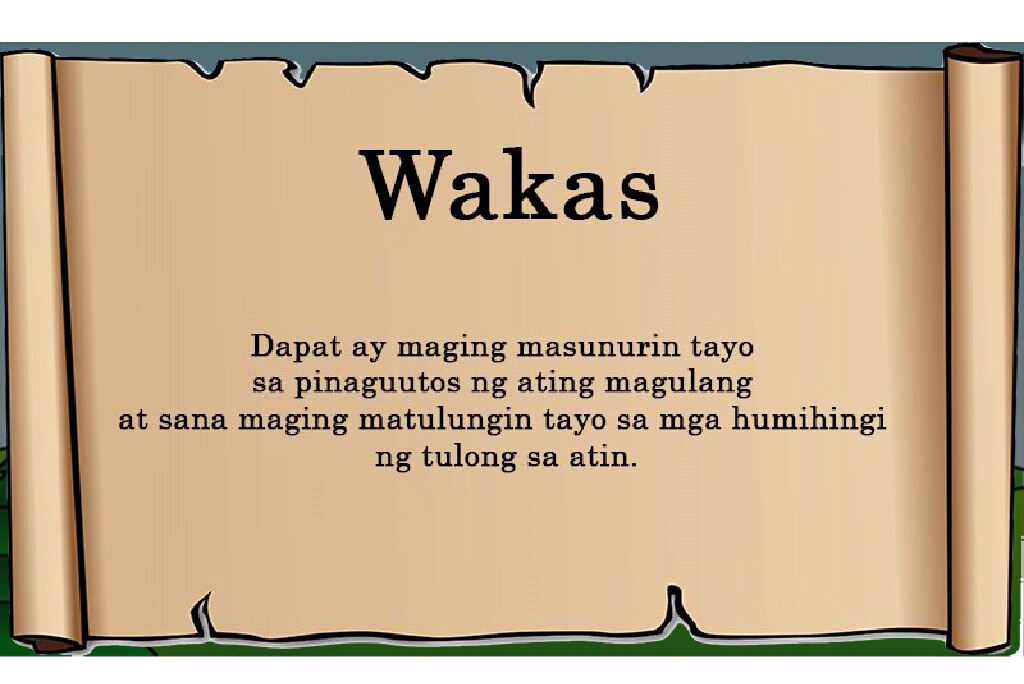 Wakas
Dapat ay maging masunurin tayo
sa pinaguutos ng ating magulang
at sana maging matulungin tayo sa mga humihingi
ng tulong sa atin.